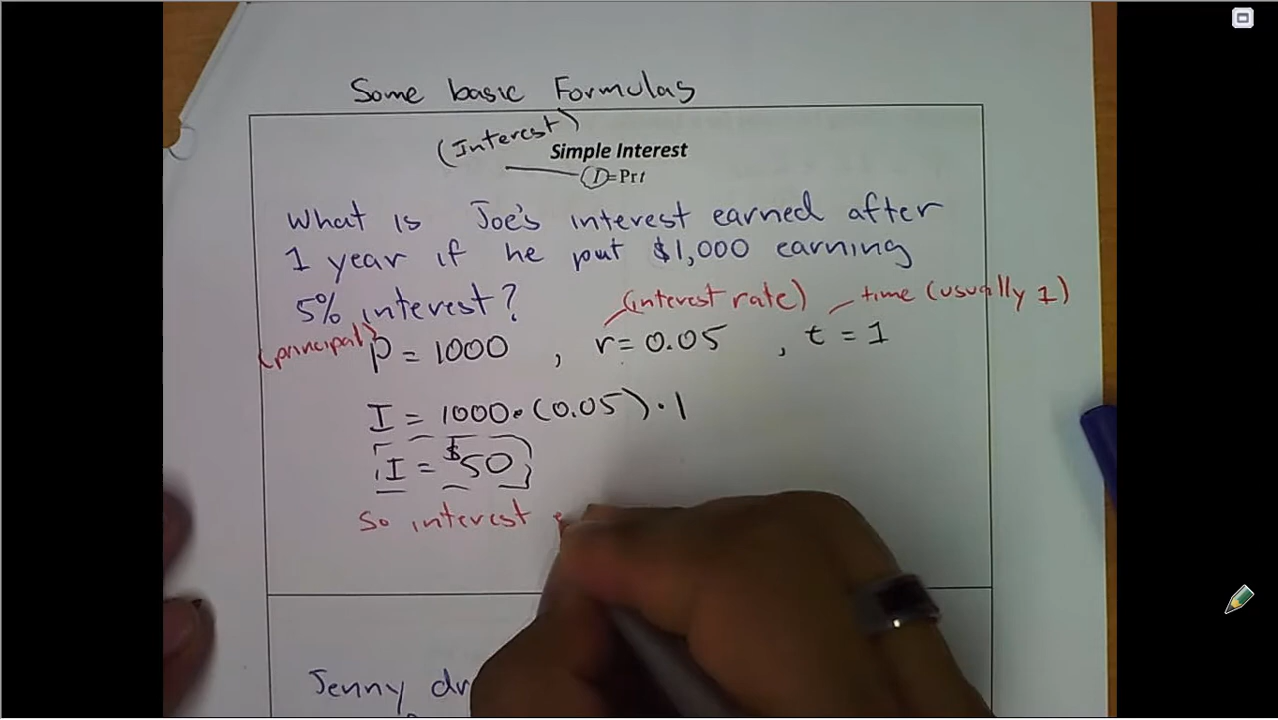 Some basic Formulas
(Interest)
Simple Interest
I=Prt
What is Joe's interest earned after
1 year if he put $1,000 earning
5% interest?
(interest rate)
time (usually 1)
(principal)
P = 1000 , r = 0.05 , t = 1
I = 1000·(0.05)·1
I = $50
So interest
Jenny